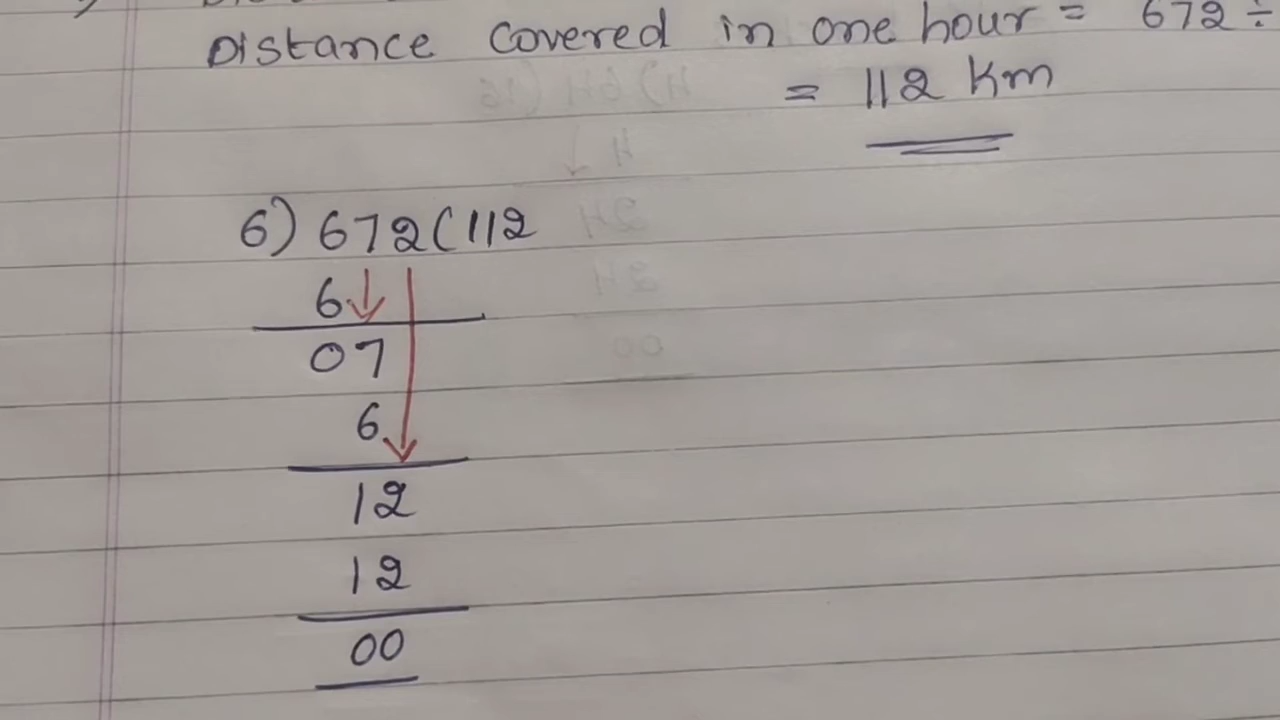 Distance covered in one hour = 672 ÷
= 112 Km
6) 672 ( 112
6
07
6
12
12
00